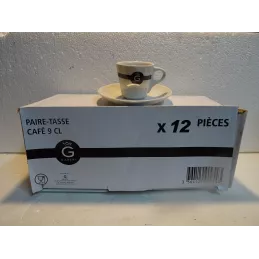 G
PAIRE-TASSE
CAFÉ 9 CL
X 12 PIÈCES
G